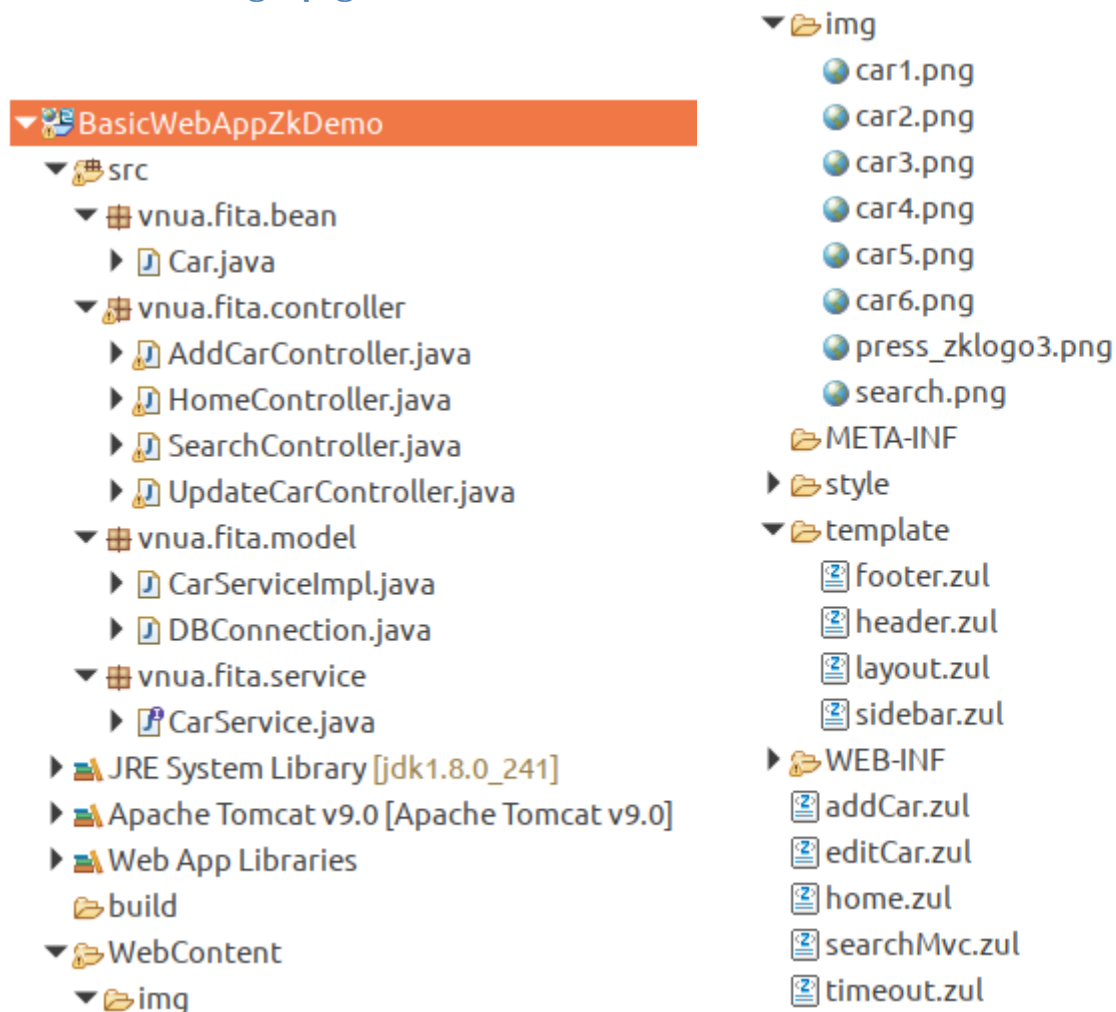 BasicWebAppZkDemo
src
vnua.fita.bean
Car.java
vnua.fita.controller
AddCarController.java
HomeController.java
SearchController.java
UpdateCarController.java
vnua.fita.model
CarServiceImpl.java
DBConnection.java
vnua.fita.service
CarService.java
JRE System Library [jdk1.8.0_241]
Apache Tomcat v9.0 [Apache Tomcat v9.0]
Web App Libraries
build
WebContent
img
img
car1.png
car2.png
car3.png
car4.png
car5.png
car6.png
press_zklogo3.png
search.png
META-INF
style
template
footer.zul
header.zul
layout.zul
sidebar.zul
WEB-INF
addCar.zul
editCar.zul
home.zul
searchMvc.zul
timeout.zul